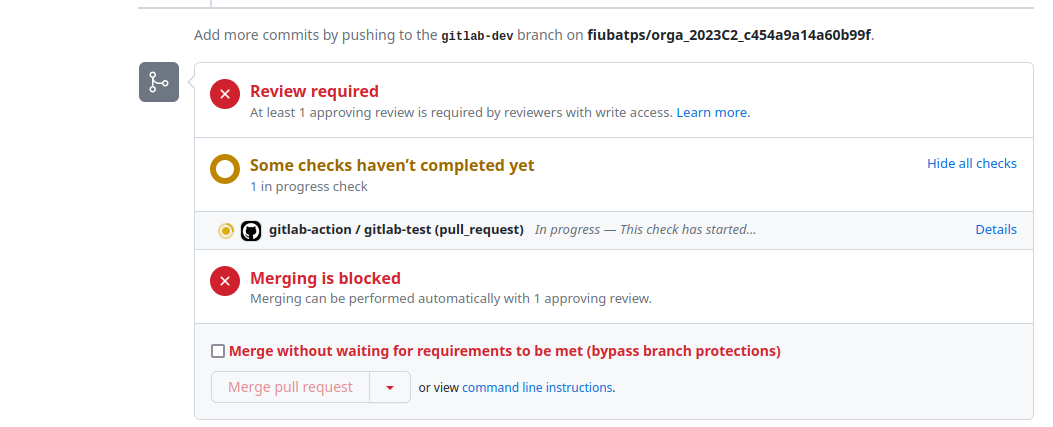 Add more commits by pushing to the gitlab-dev branch on fiubatps/orga_2023C2_c454a9a14a60b99f.
Review required
At least 1 approving review is required by reviewers with write access. Learn more.
Some checks haven’t completed yet
Hide all checks
1 in progress check
gitlab-action / gitlab-test (pull_request) In progress — This check has started...
Details
Merging is blocked
Merging can be performed automatically with 1 approving review.
Merge without waiting for requirements to be met (bypass branch protections)
Merge pull request
or view command line instructions.